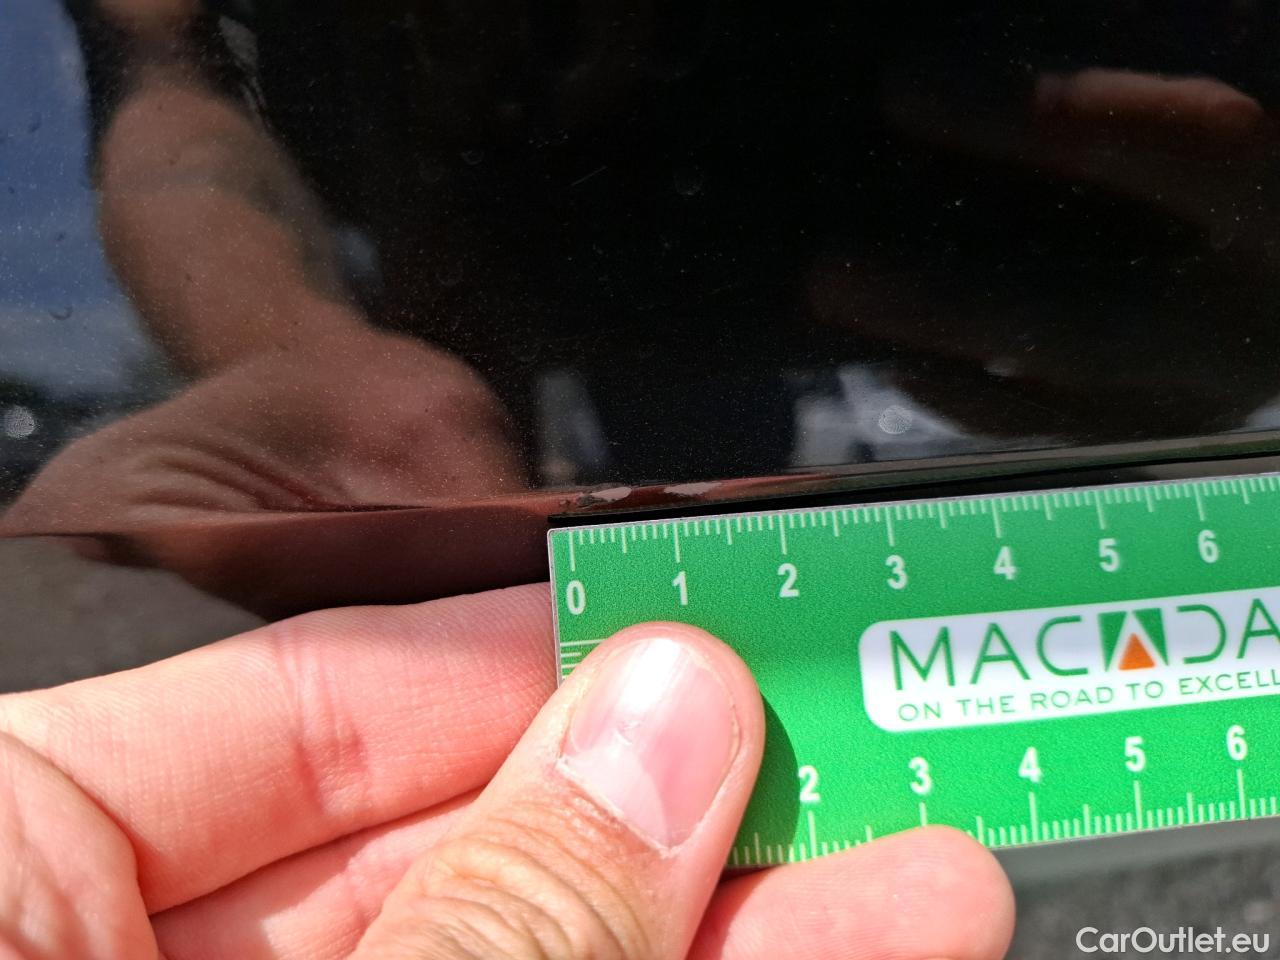 0 1 2 3 4 5 6
MACADA
ON THE ROAD TO EXCELL
2 3 4 5 6
CarOutlet.eu